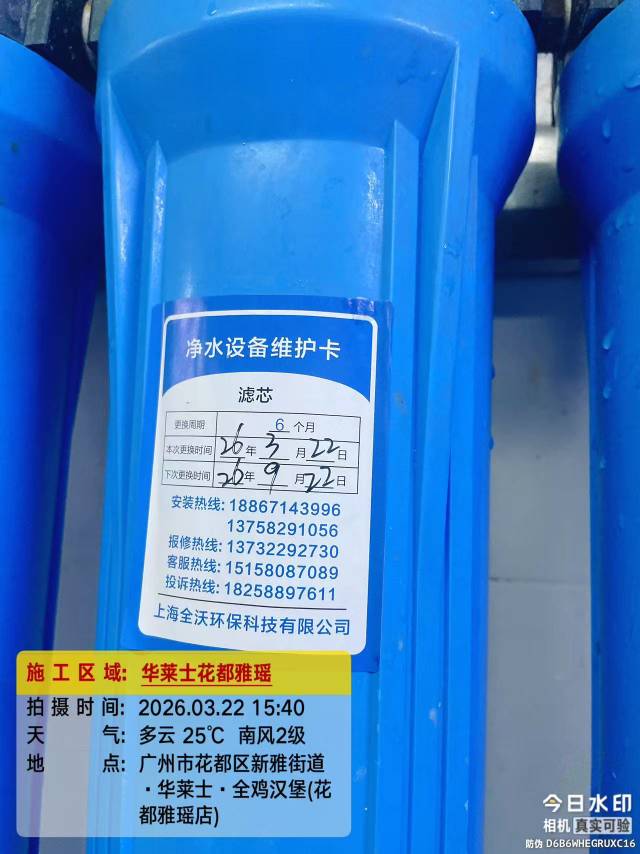 净水设备维护卡
滤芯
更换周期 6 个月
本次更换时间 26 年 3 月 22 日
下次更换时间 26 年 9 月 22 日
安装热线: 18867143996
13758291056
报修热线: 13732292730
客服热线: 15158087089
投诉热线: 18258897611
上海全沃环保科技有限公司
施工区域: 华莱士花都雅瑶
拍摄时间: 2026.03.22 15:40
天气: 多云 25℃ 南风2级
地点: 广州市花都区新雅街道
·华莱士·全鸡汉堡(花
都雅瑶店)
今日水印
相机 真实可验
防伪 D6B6WHEGRUXC16